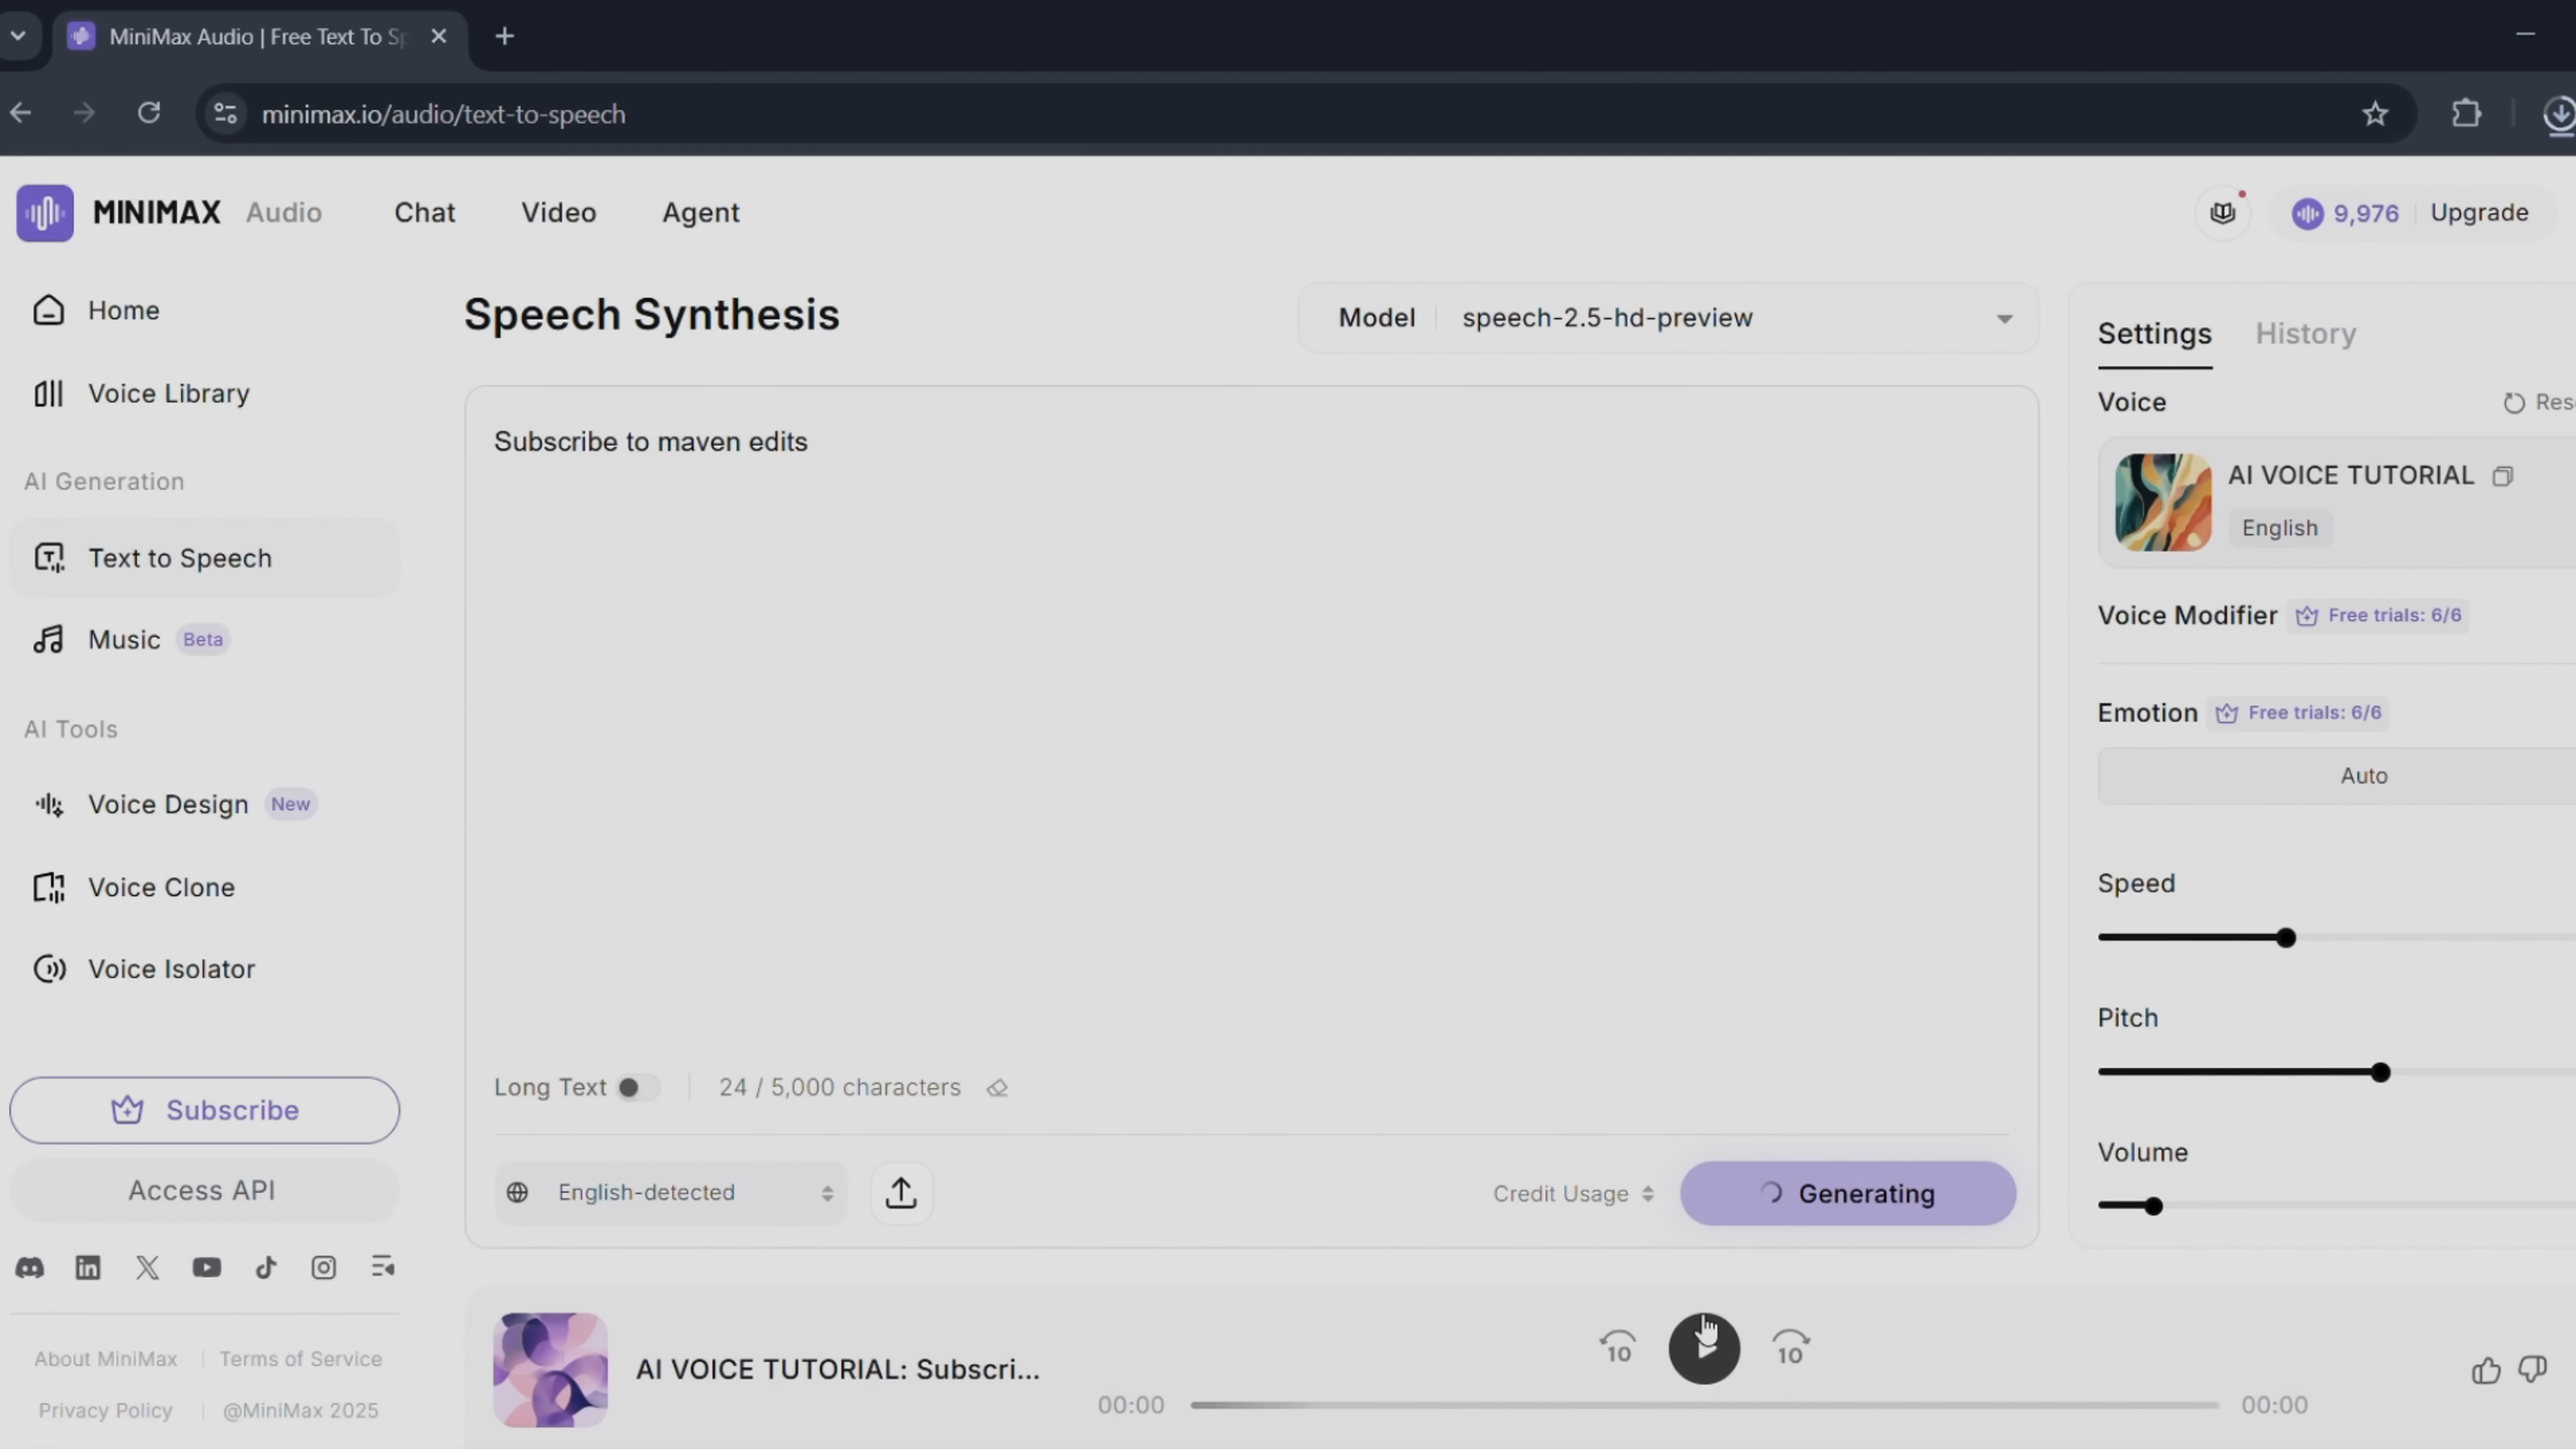 MiniMax Audio | Free Text To Sp
minimax.io/audio/text-to-speech
MINIMAX Audio Chat Video Agent
9,976 Upgrade
Home
Voice Library
AI Generation
Text to Speech
Music Beta
AI Tools
Voice Design New
Voice Clone
Voice Isolator
Subscribe
Access API
About MiniMax Terms of Service
Privacy Policy @MiniMax 2025
Speech Synthesis
Model speech-2.5-hd-preview
Subscribe to maven edits
Long Text 24 / 5,000 characters
English-detected Credit Usage Generating
Settings History
Voice Rese
AI VOICE TUTORIAL
English
Voice Modifier Free trials: 6/6
Emotion Free trials: 6/6
Auto
Speed
Pitch
Volume
AI VOICE TUTORIAL: Subscri...
10 10
00:00 00:00